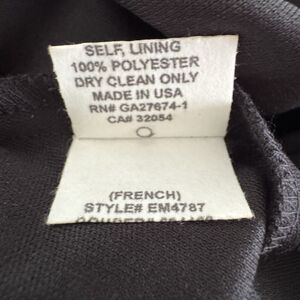 SELF, LINING
100% POLYESTER
DRY CLEAN ONLY
MADE IN USA
RN# GA27674-1
CA# 32054
(FRENCH)
STYLE# EM4787